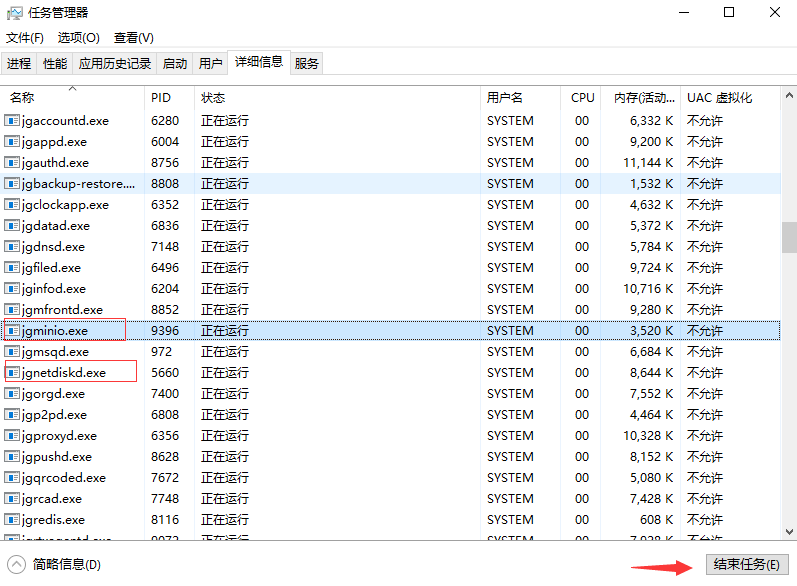 任务管理器
文件(F) 选项(O) 查看(V)
进程 性能 应用历史记录 启动 用户 详细信息 服务
名称 PID 状态 用户名 CPU 内存(活动... UAC 虚拟化
jgaccountd.exe 6280 正在运行 SYSTEM 00 6,332 K 不允许
jgappd.exe 6004 正在运行 SYSTEM 00 9,200 K 不允许
jgauthd.exe 8756 正在运行 SYSTEM 00 11,144 K 不允许
jgbackup-restore.... 8808 正在运行 SYSTEM 00 1,532 K 不允许
jgclockapp.exe 6352 正在运行 SYSTEM 00 4,632 K 不允许
jgdatad.exe 6836 正在运行 SYSTEM 00 5,372 K 不允许
jgdnsd.exe 7148 正在运行 SYSTEM 00 5,784 K 不允许
jgfiled.exe 6496 正在运行 SYSTEM 00 9,724 K 不允许
jginfod.exe 6204 正在运行 SYSTEM 00 10,716 K 不允许
jgmfrontd.exe 8852 正在运行 SYSTEM 00 9,280 K 不允许
jgminio.exe 9396 正在运行 SYSTEM 00 3,520 K 不允许
jgmsqd.exe 972 正在运行 SYSTEM 00 6,684 K 不允许
jgnetdiskd.exe 5660 正在运行 SYSTEM 00 8,644 K 不允许
jgorgd.exe 7400 正在运行 SYSTEM 00 7,552 K 不允许
jgp2pd.exe 6808 正在运行 SYSTEM 00 4,464 K 不允许
jgproxyd.exe 6356 正在运行 SYSTEM 00 10,328 K 不允许
jgpushd.exe 8628 正在运行 SYSTEM 00 8,152 K 不允许
jgqrcoded.exe 7672 正在运行 SYSTEM 00 5,080 K 不允许
jgrcad.exe 7748 正在运行 SYSTEM 00 7,428 K 不允许
jgredis.exe 8116 正在运行 SYSTEM 00 608 K 不允许
正在运行 SYSTEM 00 不允许
简略信息(D) 结束任务(E)